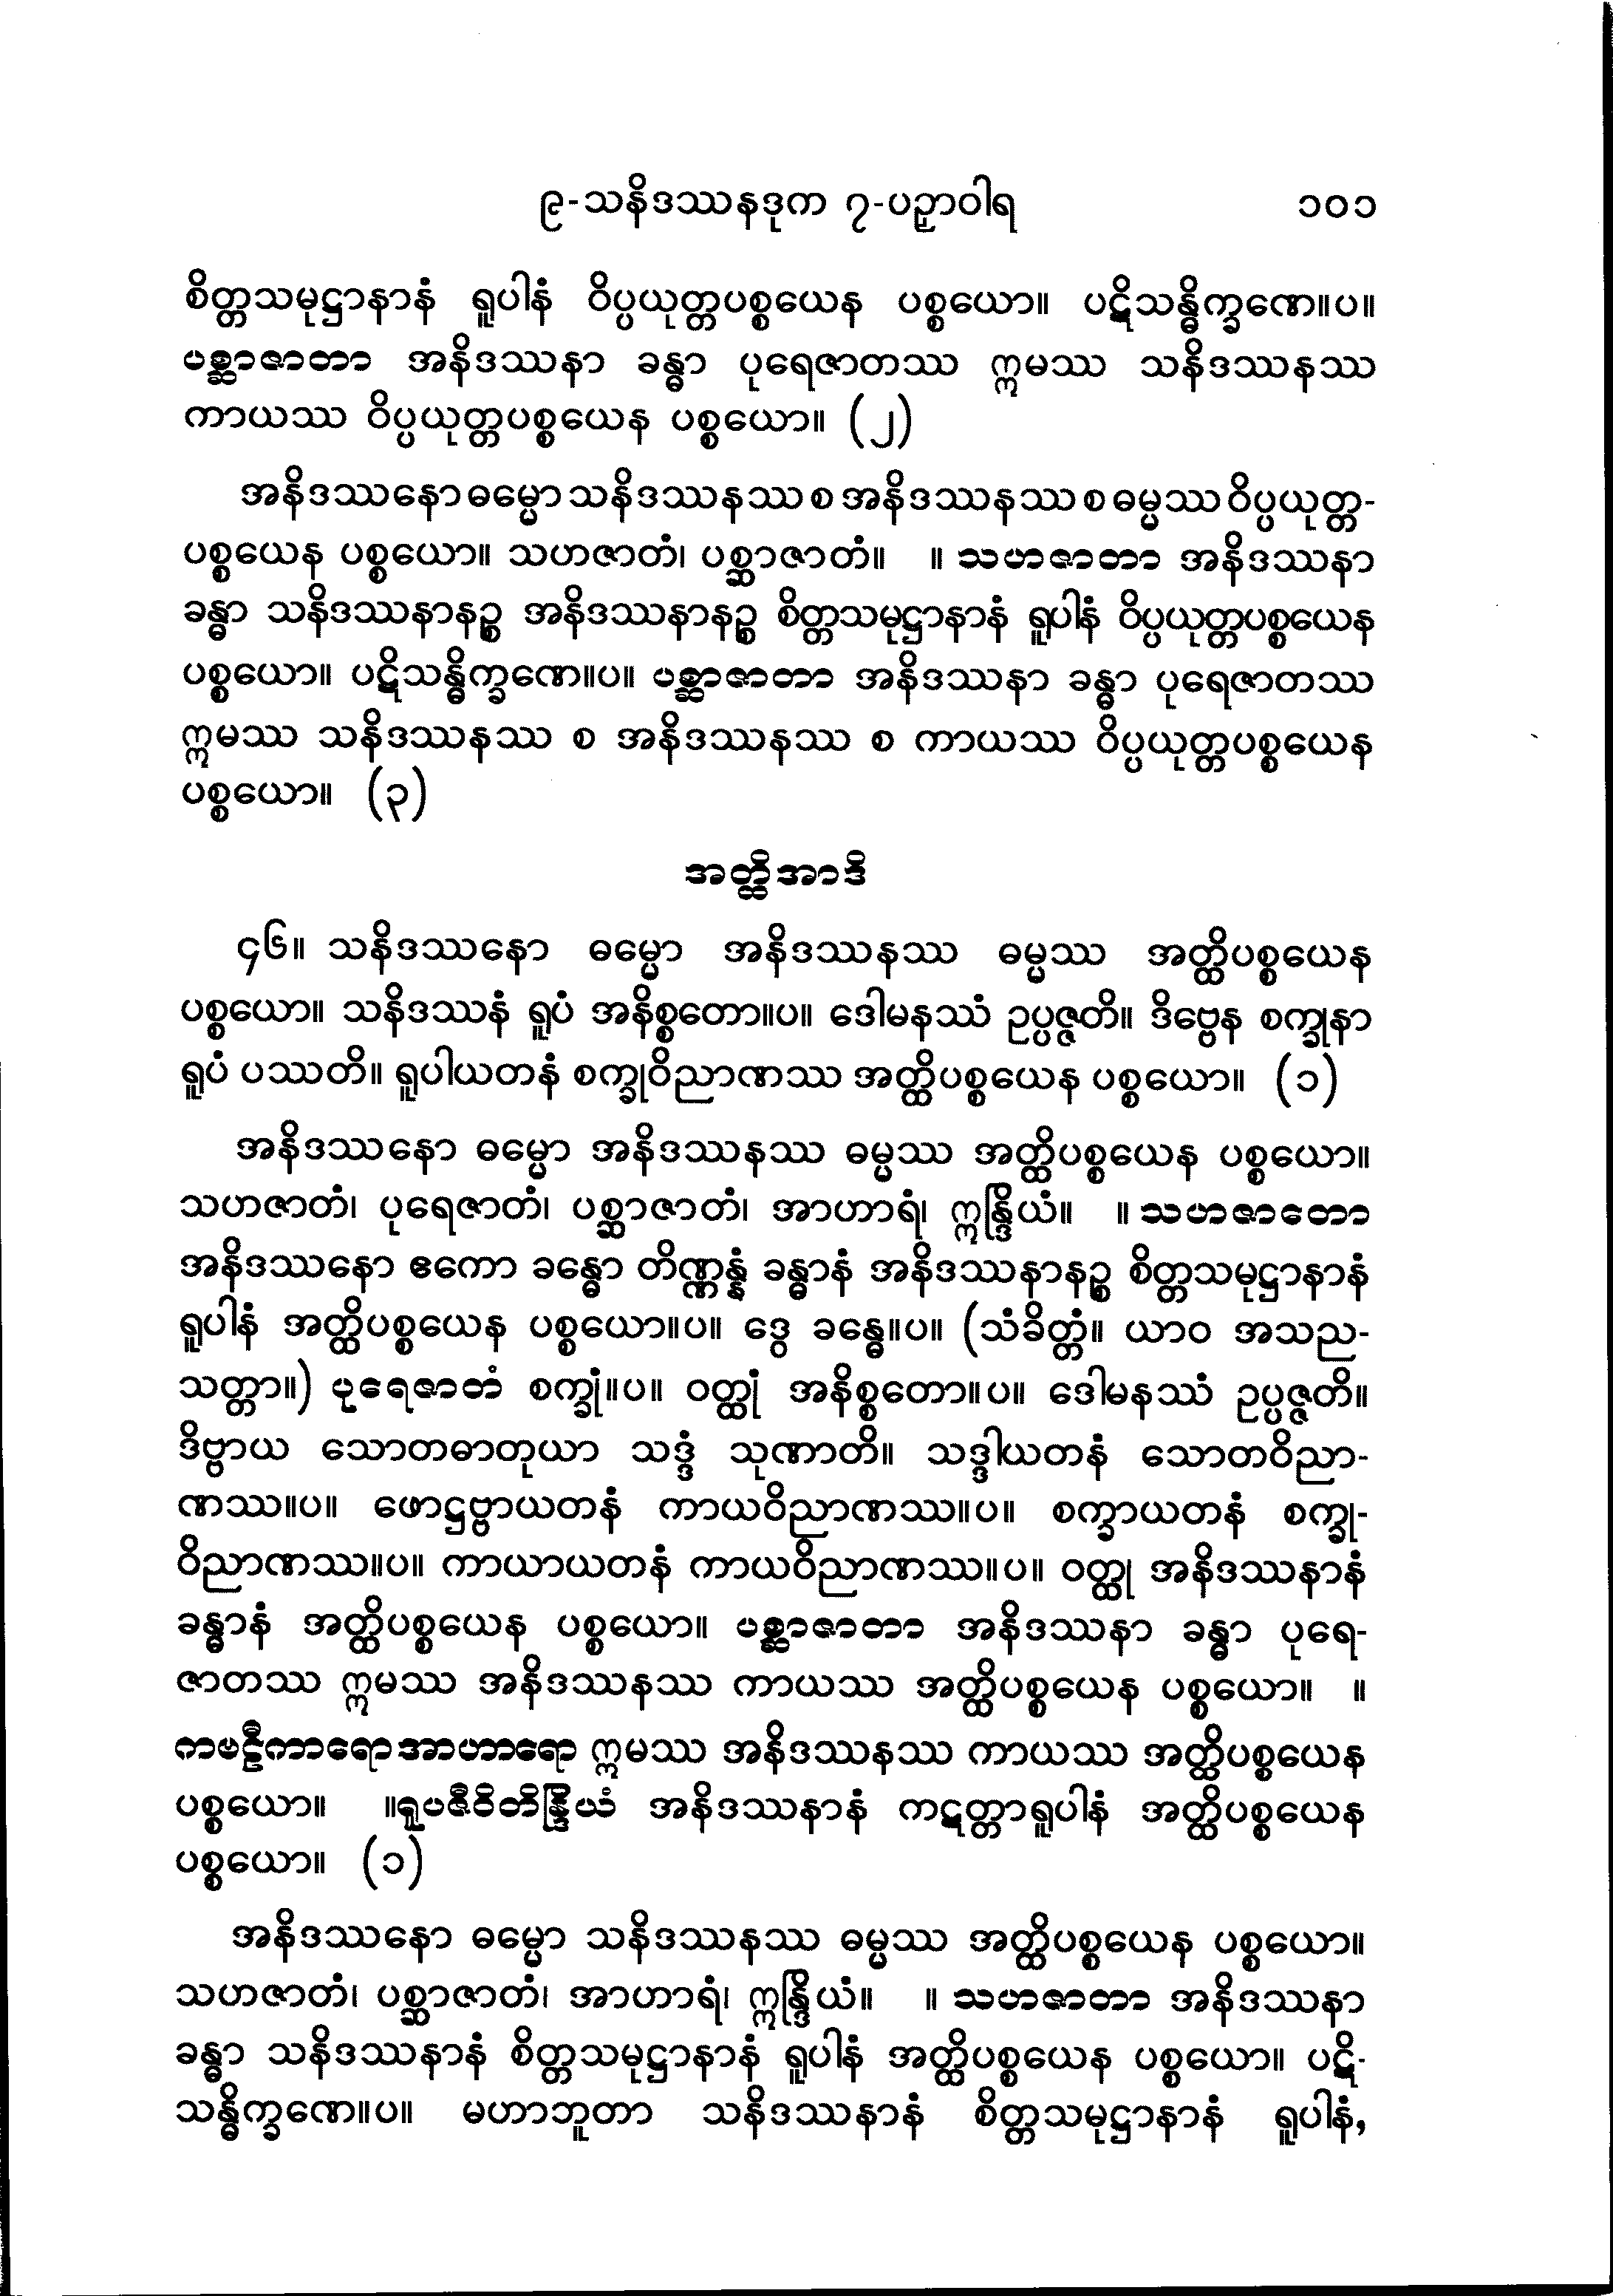 ၉-သနိဒဿနဒုက ၇-ပဉှာဝါရ ၁၀၁
စိတ္တသမုဋ္ဌာနာနံ ရူပါနံ ဝိပ္ပယုတ္တပစ္စယေန ပစ္စယော။ ပဋိသန္ဓိက္ခဏေ။ပ။
ပစ္ဆာဇာတာ အနိဒဿနာ ခန္ဓာ ပုရေဇာတဿ ဣမဿ သနိဒဿနဿ
ကာယဿ ဝိပ္ပယုတ္တပစ္စယေန ပစ္စယော။ (၂)
အနိဒဿနော ဓမ္မော သနိဒဿနဿ စ အနိဒဿနဿ စ ဓမ္မဿ ဝိပ္ပယုတ္တ-
ပစ္စယေန ပစ္စယော။ သဟဇာတံ၊ ပစ္ဆာဇာတံ။ ။ သဟဇာတာ အနိဒဿနာ
ခန္ဓာ သနိဒဿနာနဉ္စ အနိဒဿနာနဉ္စ စိတ္တသမုဋ္ဌာနာနံ ရူပါနံ ဝိပ္ပယုတ္တပစ္စယေန
ပစ္စယော။ ပဋိသန္ဓိက္ခဏေ။ပ။ ပစ္ဆာဇာတာ အနိဒဿနာ ခန္ဓာ ပုရေဇာတဿ
ဣမဿ သနိဒဿနဿ စ အနိဒဿနဿ စ ကာယဿ ဝိပ္ပယုတ္တပစ္စယေန
ပစ္စယော။ (၃)
အတ္ထိအာဒိ
၄၆။ သနိဒဿနော ဓမ္မော အနိဒဿနဿ ဓမ္မဿ အတ္ထိပစ္စယေန
ပစ္စယော။ သနိဒဿနံ ရူပံ အနိစ္စတော။ပ။ ဒေါမနဿံ ဥပ္ပဇ္ဇတိ။ ဒိဗ္ဗေန စက္ခုနာ
ရူပံ ပဿတိ။ ရူပါယတနံ စက္ခုဝိညာဏဿ အတ္ထိပစ္စယေန ပစ္စယော။ (၁)
အနိဒဿနော ဓမ္မော အနိဒဿနဿ ဓမ္မဿ အတ္ထိပစ္စယေန ပစ္စယော။
သဟဇာတံ၊ ပုရေဇာတံ၊ ပစ္ဆာဇာတံ၊ အာဟာရံ၊ ဣန္ဒြိယံ။ ။ သဟဇာတော
အနိဒဿနော ဧကော ခန္ဓော တိဏ္ဏန္နံ ခန္ဓာနံ အနိဒဿနာနဉ္စ စိတ္တသမုဋ္ဌာနာနံ
ရူပါနံ အတ္ထိပစ္စယေန ပစ္စယော။ပ။ ဒွေ ခန္ဓေ။ပ။ (သံခိတ္တံ။ ယာဝ အသည-
သတ္တာ။) ပုရေဇာတံ စက္ခုံ။ပ။ ဝတ္ထုံ အနိစ္စတော။ပ။ ဒေါမနဿံ ဥပ္ပဇ္ဇတိ။
ဒိဗ္ဗာယ သောတဓာတုယာ သဒ္ဒံ သုဏာတိ။ သဒ္ဒါယတနံ သောတဝိညာ-
ဏဿ။ပ။ ဖောဋ္ဌဗ္ဗာယတနံ ကာယဝိညာဏဿ။ပ။ စက္ခာယတနံ စက္ခု-
ဝိညာဏဿ။ပ။ ကာယာယတနံ ကာယဝိညာဏဿ။ပ။ ဝတ္ထု အနိဒဿနာနံ
ခန္ဓာနံ အတ္ထိပစ္စယေန ပစ္စယော။ ပစ္ဆာဇာတာ အနိဒဿနာ ခန္ဓာ ပုရေ-
ဇာတဿ ဣမဿ အနိဒဿနဿ ကာယဿ အတ္ထိပစ္စယေန ပစ္စယော။ ။
ကဗဠီကာရော အာဟာရော ဣမဿ အနိဒဿနဿ ကာယဿ အတ္ထိပစ္စယေန
ပစ္စယော။ ။ရူပဇီဝိတိန္ဒြိယံ အနိဒဿနာနံ ကဋတ္တာရူပါနံ အတ္ထိပစ္စယေန
ပစ္စယော။ (၁)
အနိဒဿနော ဓမ္မော သနိဒဿနဿ ဓမ္မဿ အတ္ထိပစ္စယေန ပစ္စယော။
သဟဇာတံ၊ ပစ္ဆာဇာတံ၊ အာဟာရံ၊ ဣန္ဒြိယံ။ ။ သဟဇာတာ အနိဒဿနာ
ခန္ဓာ သနိဒဿနာနံ စိတ္တသမုဋ္ဌာနာနံ ရူပါနံ အတ္ထိပစ္စယေန ပစ္စယော။ ပဋိ-
သန္ဓိက္ခဏေ။ပ။ မဟာဘူတာ သနိဒဿနာနံ စိတ္တသမုဋ္ဌာနာနံ ရူပါနံ,